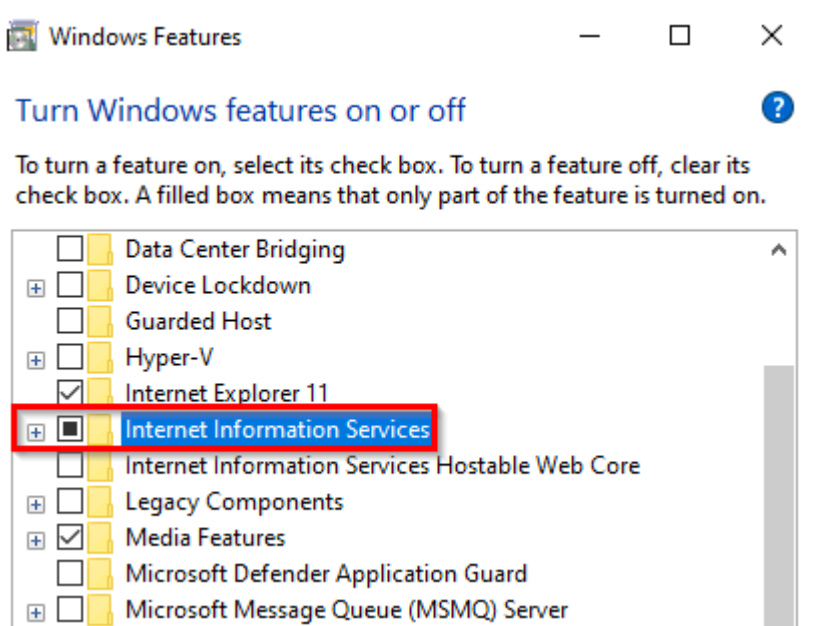 Windows Features
Turn Windows features on or off
To turn a feature on, select its check box. To turn a feature off, clear its
check box. A filled box means that only part of the feature is turned on.
Data Center Bridging
Device Lockdown
Guarded Host
Hyper-V
Internet Explorer 11
Internet Information Services
Internet Information Services Hostable Web Core
Legacy Components
Media Features
Microsoft Defender Application Guard
Microsoft Message Queue (MSMQ) Server